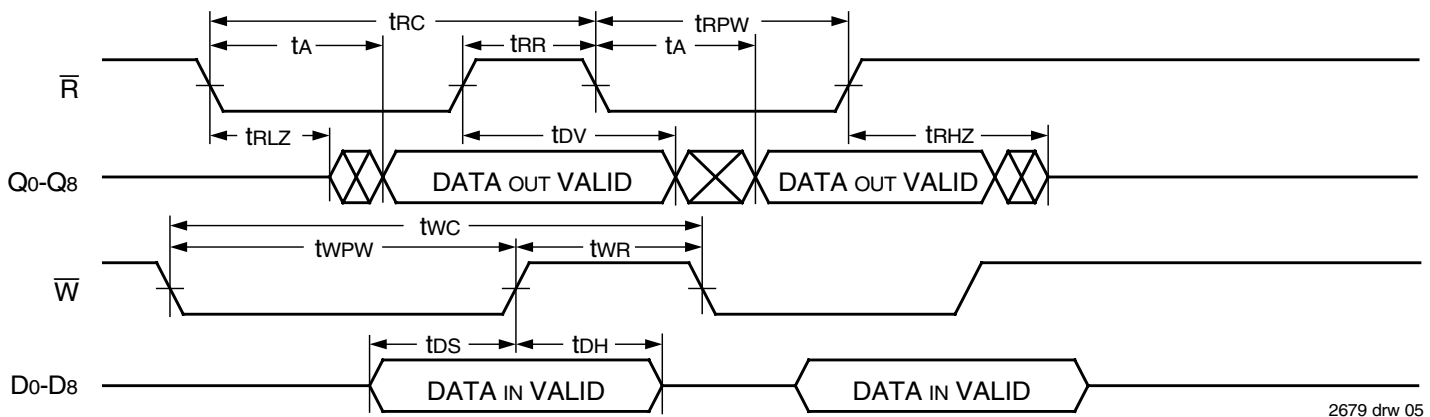 tRC tRPW
tA tRR tA
R̅
tRLZ tDV tRHZ
Q0-Q8 DATA OUT VALID DATA OUT VALID
tWC
tWPW tWR
W̅
tDS tDH
D0-D8 DATA IN VALID DATA IN VALID
2679 drw 05